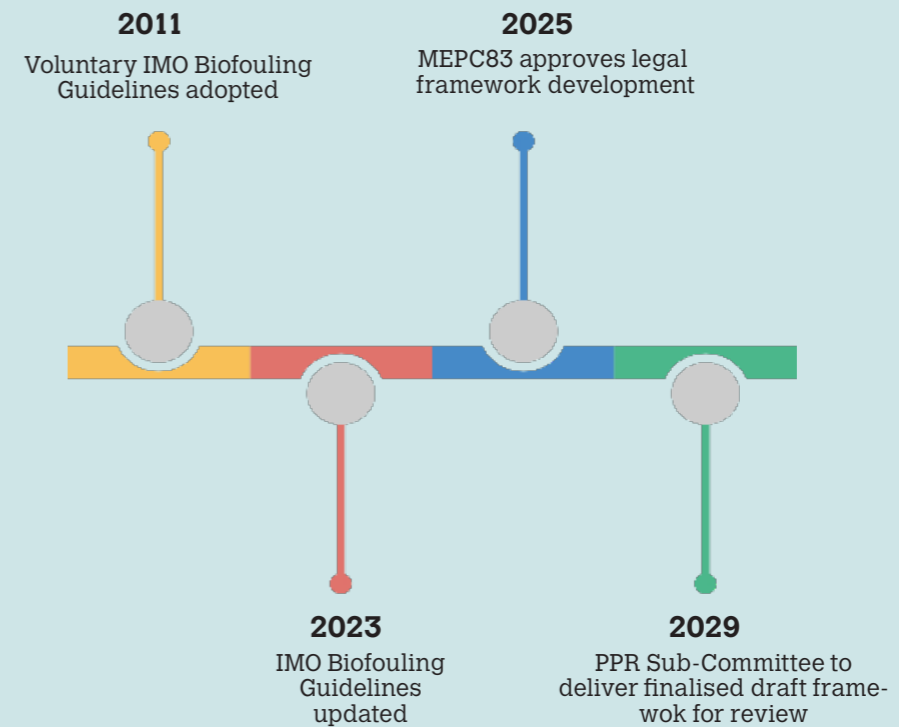 2011
Voluntary IMO Biofouling
Guidelines adopted
2023
IMO Biofouling
Guidelines
updated
2025
MEPC83 approves legal
framework development
2029
PPR Sub-Committee to
deliver finalised draft frame-
wok for review